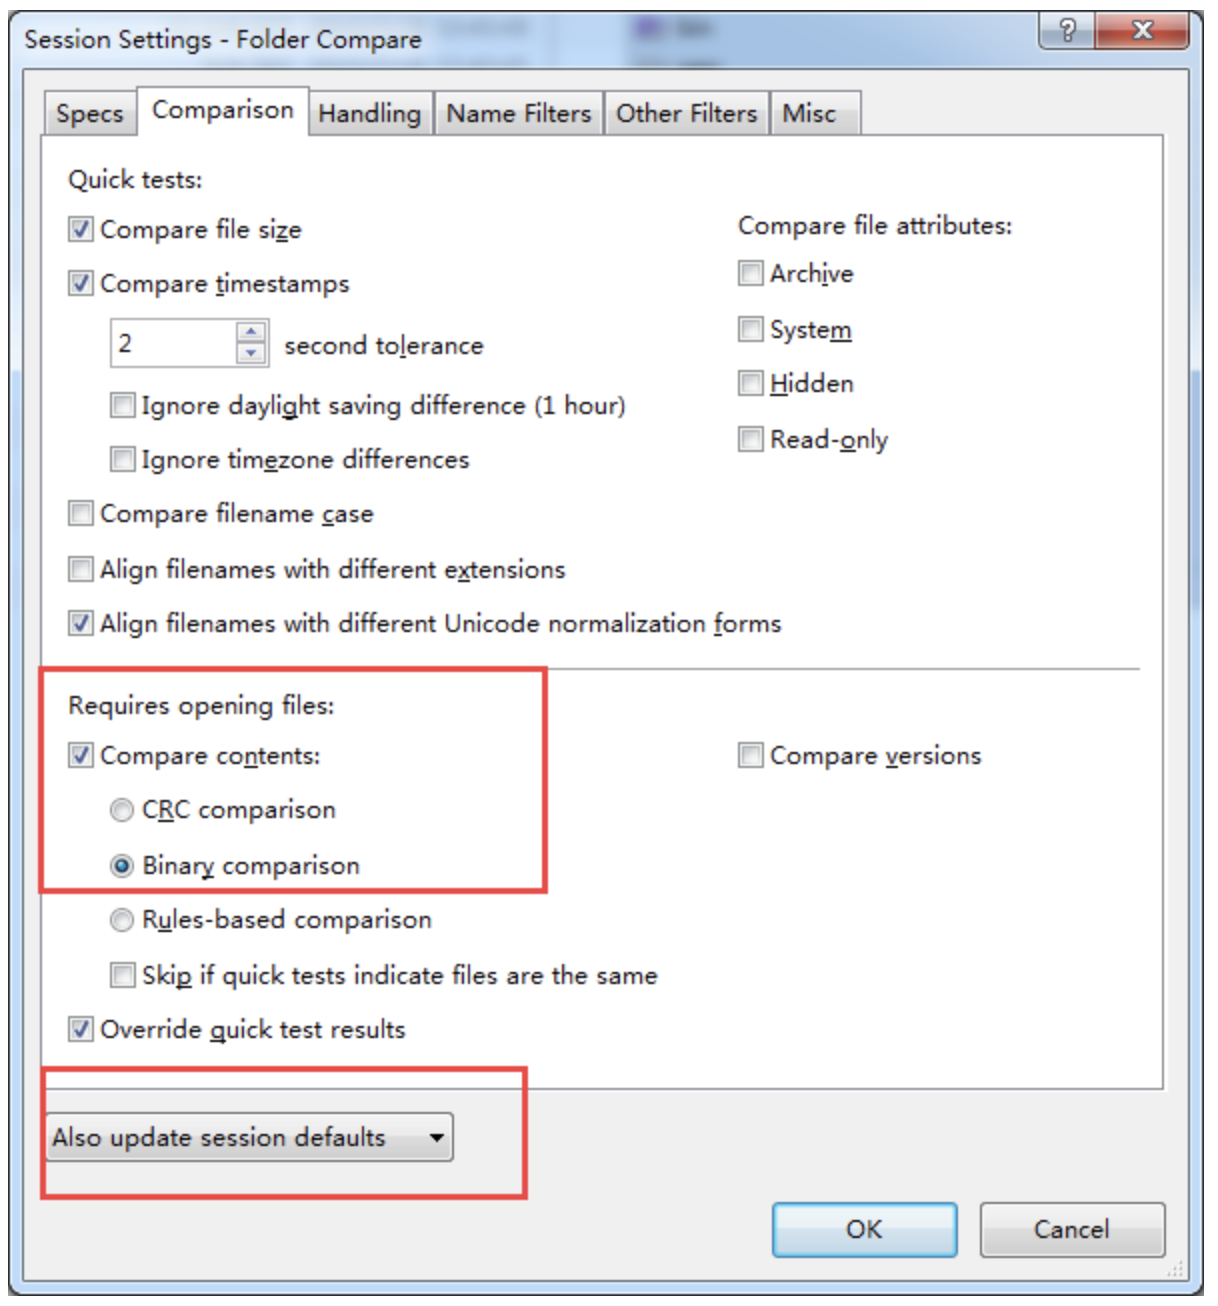 Session Settings - Folder Compare
?
Specs
Comparison
Handling
Name Filters
Other Filters
Misc
Quick tests:
Compare file size
Compare timestamps
2
second tolerance
Ignore daylight saving difference (1 hour)
Ignore timezone differences
Compare filename case
Align filenames with different extensions
Align filenames with different Unicode normalization forms
Compare file attributes:
Archive
System
Hidden
Read-only
Requires opening files:
Compare contents:
CRC comparison
Binary comparison
Rules-based comparison
Skip if quick tests indicate files are the same
Override quick test results
Compare versions
Also update session defaults
OK
Cancel